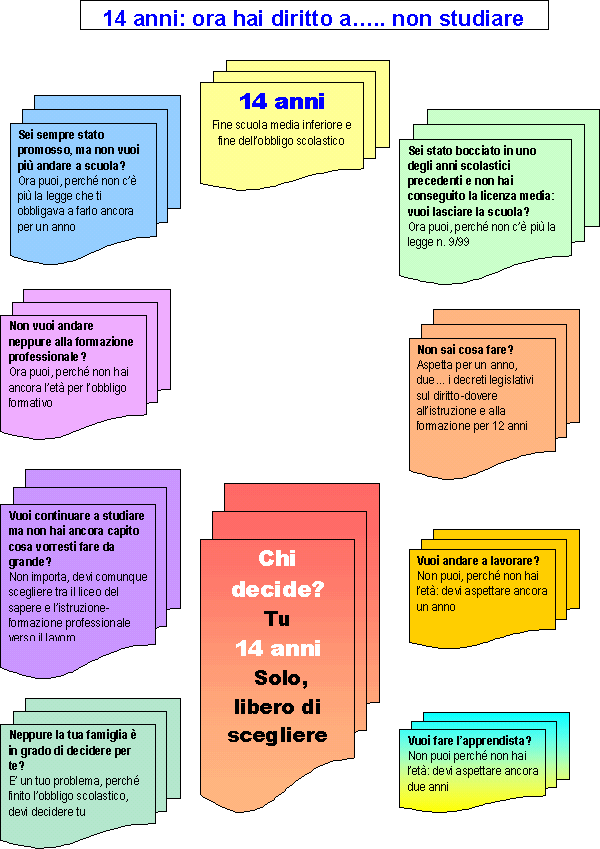 14 anni: ora hai diritto a..... non studiare
14 anni
Fine scuola media inferiore e
fine dell'obbligo scolastico
Sei sempre stato
promosso, ma non vuoi
più andare a scuola?
Ora puoi, perché non c'è
più la legge che ti
obbligava a farlo ancora
per un anno
Sei stato bocciato in uno
degli anni scolastici
precedenti e non hai
conseguito la licenza media:
vuoi lasciare la scuola?
Ora puoi, perché non c'è più la
legge n. 9/99
Non vuoi andare
neppure alla formazione
professionale?
Ora puoi, perché non hai
ancora l'età per l'obbligo
formativo
Non sai cosa fare?
Aspetta per un anno,
due ... i decreti legislativi
sul diritto-dovere
all'istruzione e alla
formazione per 12 anni
Vuoi continuare a studiare
ma non hai ancora capito
cosa vorresti fare da
grande?
Non importa, devi comunque
scegliere tra il liceo del
sapere e l'istruzione-
formazione professionale
verso il lavoro
Chi
decide?
Tu
14 anni
Solo,
libero di
scegliere
Vuoi andare a lavorare?
Non puoi, perché non hai
l'età: devi aspettare ancora
un anno
Neppure la tua famiglia è
in grado di decidere per
te?
E' un tuo problema, perché
finito l'obbligo scolastico,
devi decidere tu
Vuoi fare l'apprendista?
Non puoi perché non hai
l'età: devi aspettare ancora
due anni